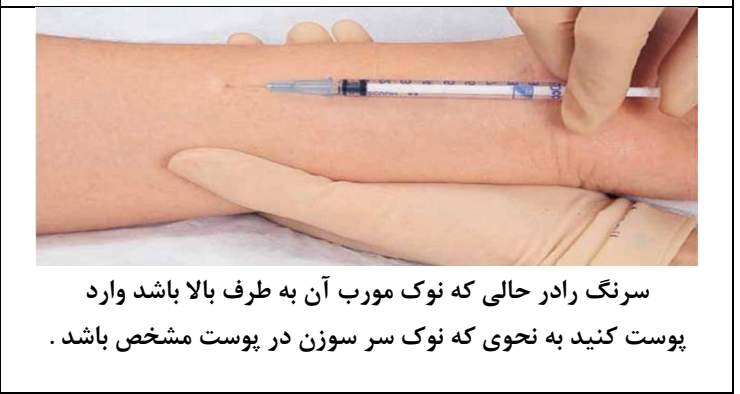 سرنگ رادر حالی که نوک مورب آن به طرف بالا باشد وارد
پوست کنید به نحوی که نوک سر سوزن در پوست مشخص باشد .